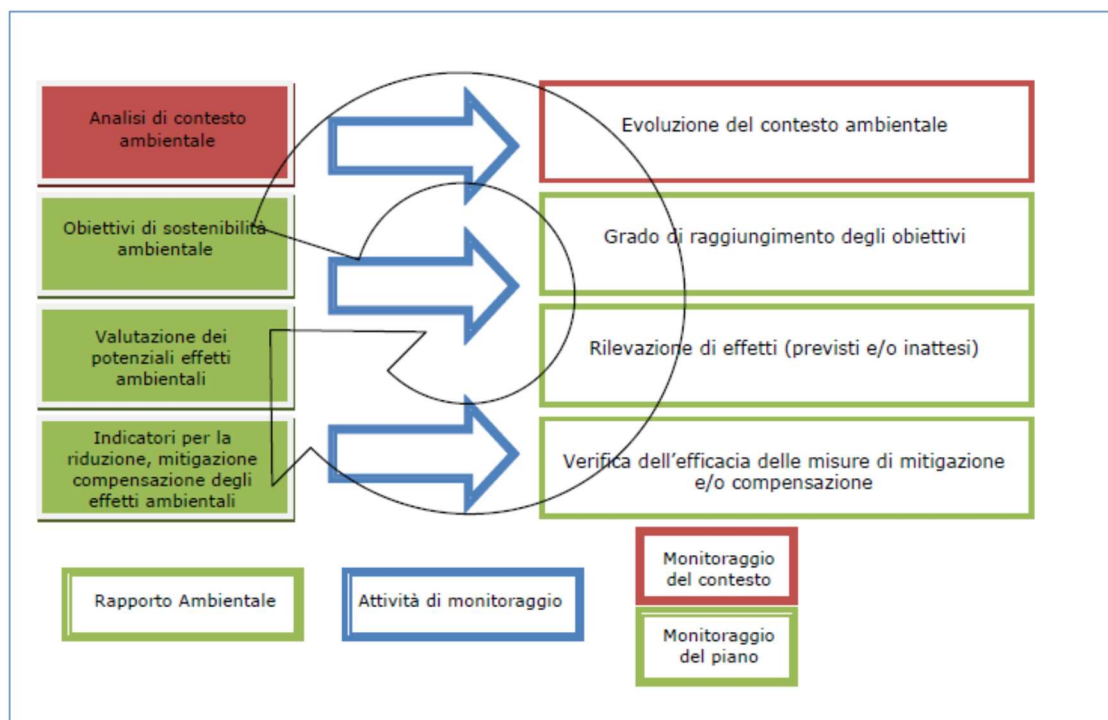 Analisi di contesto
ambientale
Evoluzione del contesto ambientale
Obiettivi di sostenibilità
ambientale
Grado di raggiungimento degli obiettivi
Valutazione dei
potenziali effetti
ambientali
Rilevazione di effetti (previsti e/o inattesi)
Indicatori per la
riduzione, mitigazione
compensazione degli
effetti ambientali
Verifica dell’efficacia delle misure di mitigazione
e/o compensazione
Rapporto Ambientale
Attività di monitoraggio
Monitoraggio
del contesto
Monitoraggio
del piano